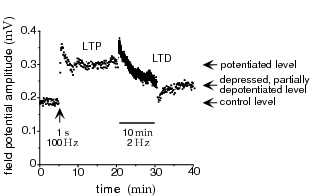 field potential amplitude (mV)
0.4
0.3
0.2
0.1
0
LTP
LTD
1 s
100 Hz
10 min
2 Hz
potentiated level
depressed, partially
depotentiated level
control level
0
10
20
30
40
time (min)